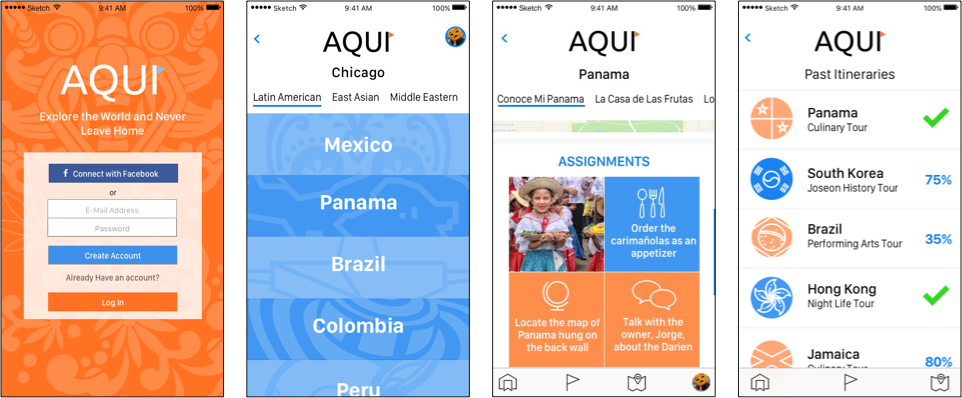 Sketch 9:41 AM 100%
AQUI
Explore the World and Never
Leave Home
Connect with Facebook
or
E-Mail Address
Password
Create Account
Already Have an account?
Log In
Sketch 9:41 AM 100%
AQUI
Chicago
Latin American East Asian Middle Eastern
Mexico
Panama
Brazil
Colombia
Peru
Sketch 9:41 AM 100%
AQUI
Panama
Conoce Mi Panama La Casa de Las Frutas Lo
ASSIGNMENTS
Order the
carimañolas as an
appetizer
Locate the map of
Panama hung on
the back wall
Talk with the
owner, Jorge,
about the Darien
Sketch 9:41 AM 100%
AQUI
Past Itineraries
Panama
Culinary Tour
South Korea
Joseon History Tour
75%
Brazil
Performing Arts Tour
35%
Hong Kong
Night Life Tour
Jamaica
Culinary Tour
80%